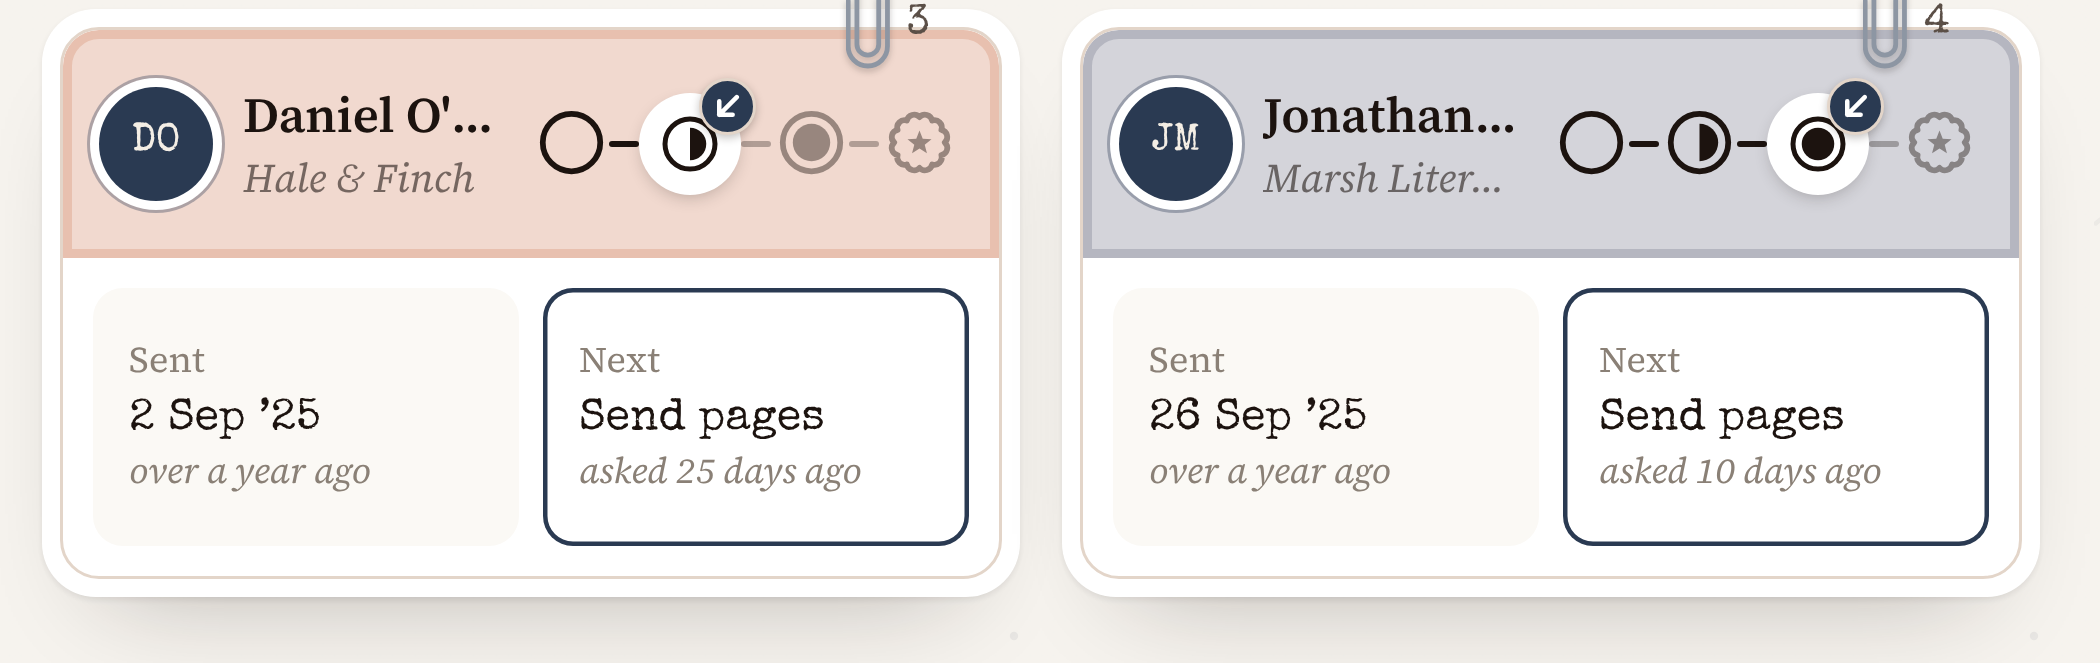 3
DO
Daniel O'...
Hale & Finch
Sent
2 Sep ’25
over a year ago
Next
Send pages
asked 25 days ago
4
JM
Jonathan...
Marsh Liter...
Sent
26 Sep ’25
over a year ago
Next
Send pages
asked 10 days ago